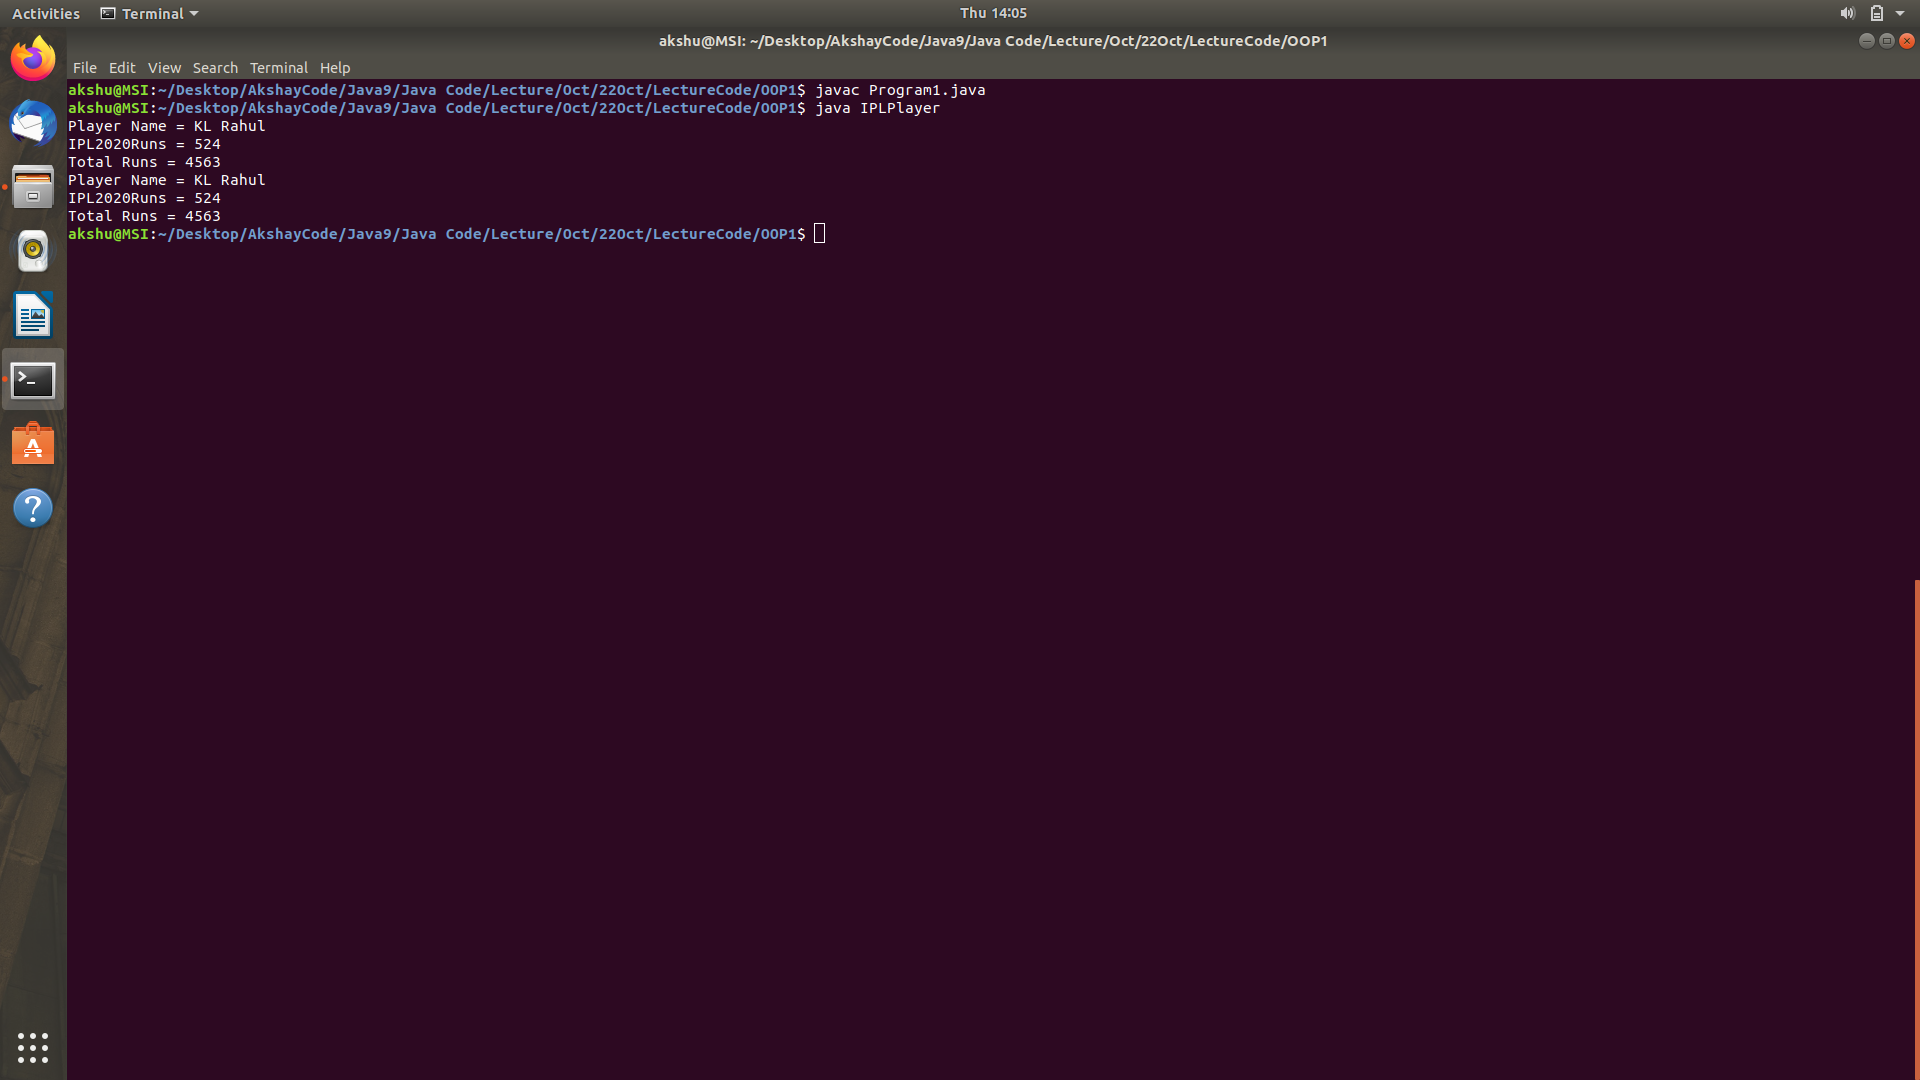 Activities Terminal Thu 14:05
akshu@MSI: ~/Desktop/AkshayCode/Java9/Java Code/Lecture/Oct/22Oct/LectureCode/OOP1
File Edit View Search Terminal Help
akshu@MSI:~/Desktop/AkshayCode/Java9/Java Code/Lecture/Oct/22Oct/LectureCode/OOP1$ javac Program1.java
akshu@MSI:~/Desktop/AkshayCode/Java9/Java Code/Lecture/Oct/22Oct/LectureCode/OOP1$ java IPLPlayer
Player Name = KL Rahul
IPL2020Runs = 524
Total Runs = 4563
Player Name = KL Rahul
IPL2020Runs = 524
Total Runs = 4563
akshu@MSI:~/Desktop/AkshayCode/Java9/Java Code/Lecture/Oct/22Oct/LectureCode/OOP1$